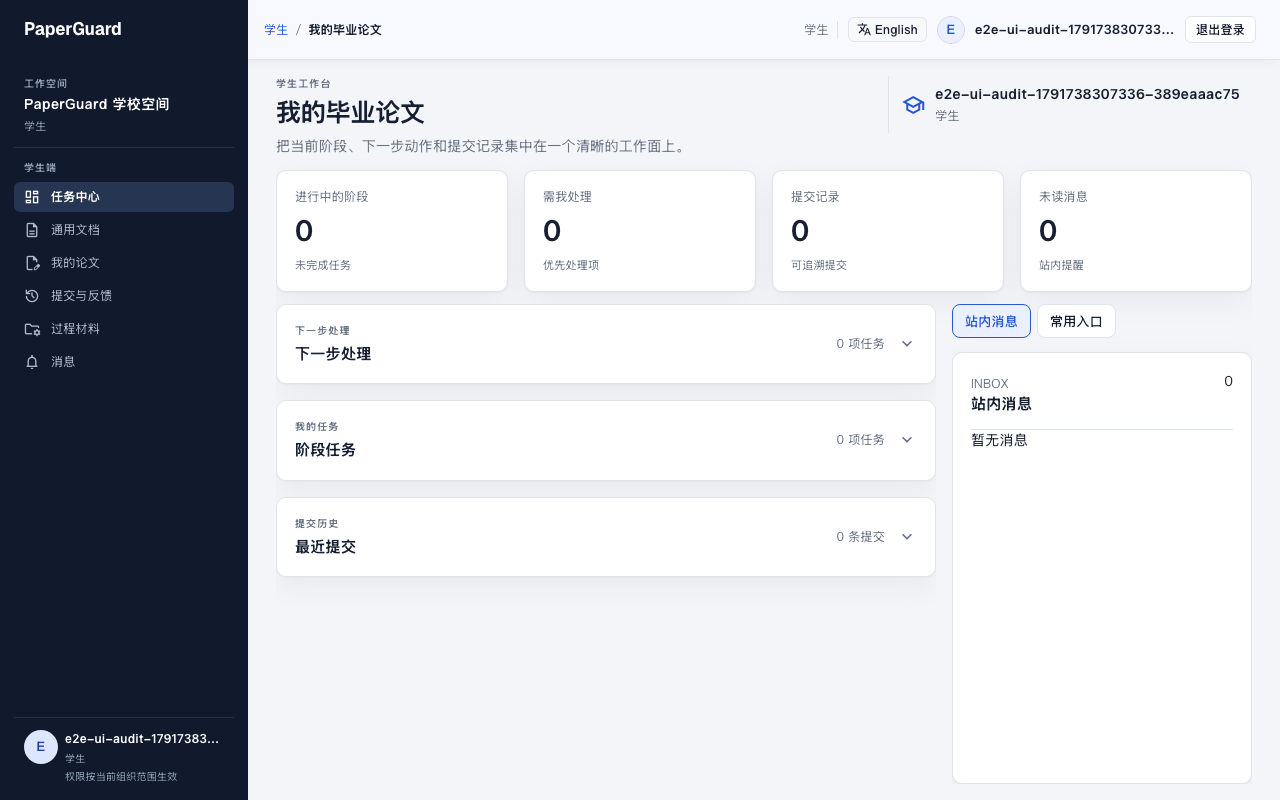 PaperGuard
工作空间
PaperGuard 学校空间
学生
学生端
任务中心
通用文档
我的论文
提交与反馈
过程材料
消息
E
e2e-ui-audit-17917383...
学生
权限按当前组织范围生效
学生 / 我的毕业论文
学生
English
E
e2e-ui-audit-179173830733...
退出登录
学生工作台
我的毕业论文
把当前阶段、下一步动作和提交记录集中在一个清晰的工作面上。
e2e-ui-audit-1791738307336-389eaaac75
学生
进行中的阶段
0
未完成任务
需我处理
0
优先处理项
提交记录
0
可追溯提交
未读消息
0
站内提醒
下一步处理
下一步处理
0 项任务
我的任务
阶段任务
0 项任务
提交历史
最近提交
0 条提交
站内消息
常用入口
INBOX
0
站内消息
暂无消息